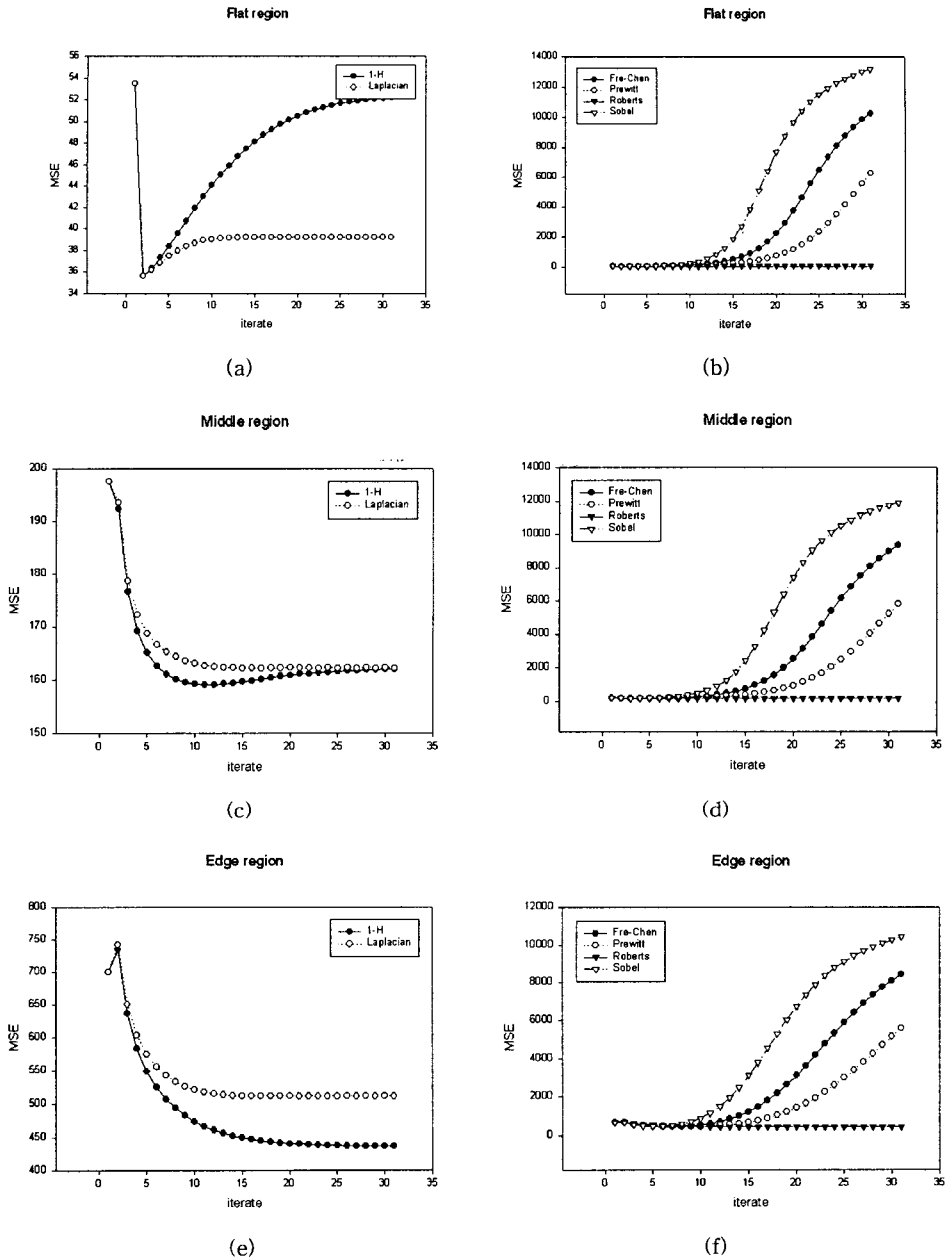 Flat region
MSE
56
54
52
50
48
46
44
42
40
38
36
34
1-H
Laplacian
0 5 10 15 20 25 30 35
iterate
(a)
Flat region
MSE
14000
12000
10000
8000
6000
4000
2000
0
Fre-Chen
Prewitt
Roberts
Sobel
0 5 10 15 20 25 30 35
iterate
(b)
Middle region
MSE
200
190
180
170
160
150
1-H
Laplacian
0 5 10 15 20 25 30 35
iterate
(c)
Middle region
MSE
14000
12000
10000
8000
6000
4000
2000
0
Fre-Chen
Prewitt
Roberts
Sobel
0 5 10 15 20 25 30 35
iterate
(d)
Edge region
MSE
800
750
700
650
600
550
500
450
400
1-H
Laplacian
0 5 10 15 20 25 30 35
iterate
(e)
Edge region
MSE
12000
10000
8000
6000
4000
2000
0
Fre-Chen
Prewitt
Roberts
Sobel
0 5 10 15 20 25 30 35
iterate
(f)